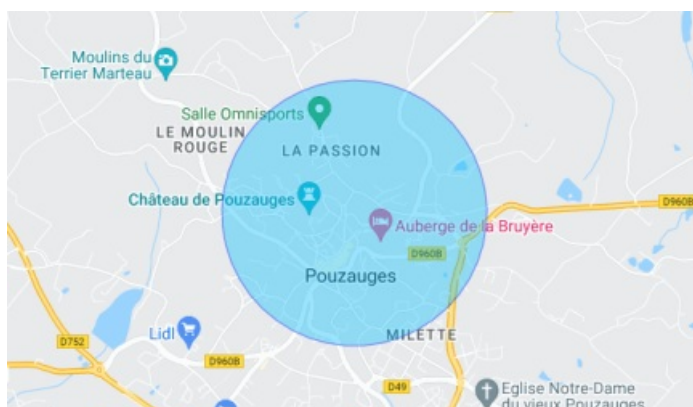 Moulins du
Terrier Marteau
Salle Omnisports
LE MOULIN
ROUGE
LA PASSION
Château de Pouzauges
D960B
Auberge de la Bruyère
D960B
Pouzauges
MILETTE
Lidl
D752
D960B
D49
Eglise Notre-Dame
du vieux Pouzauges